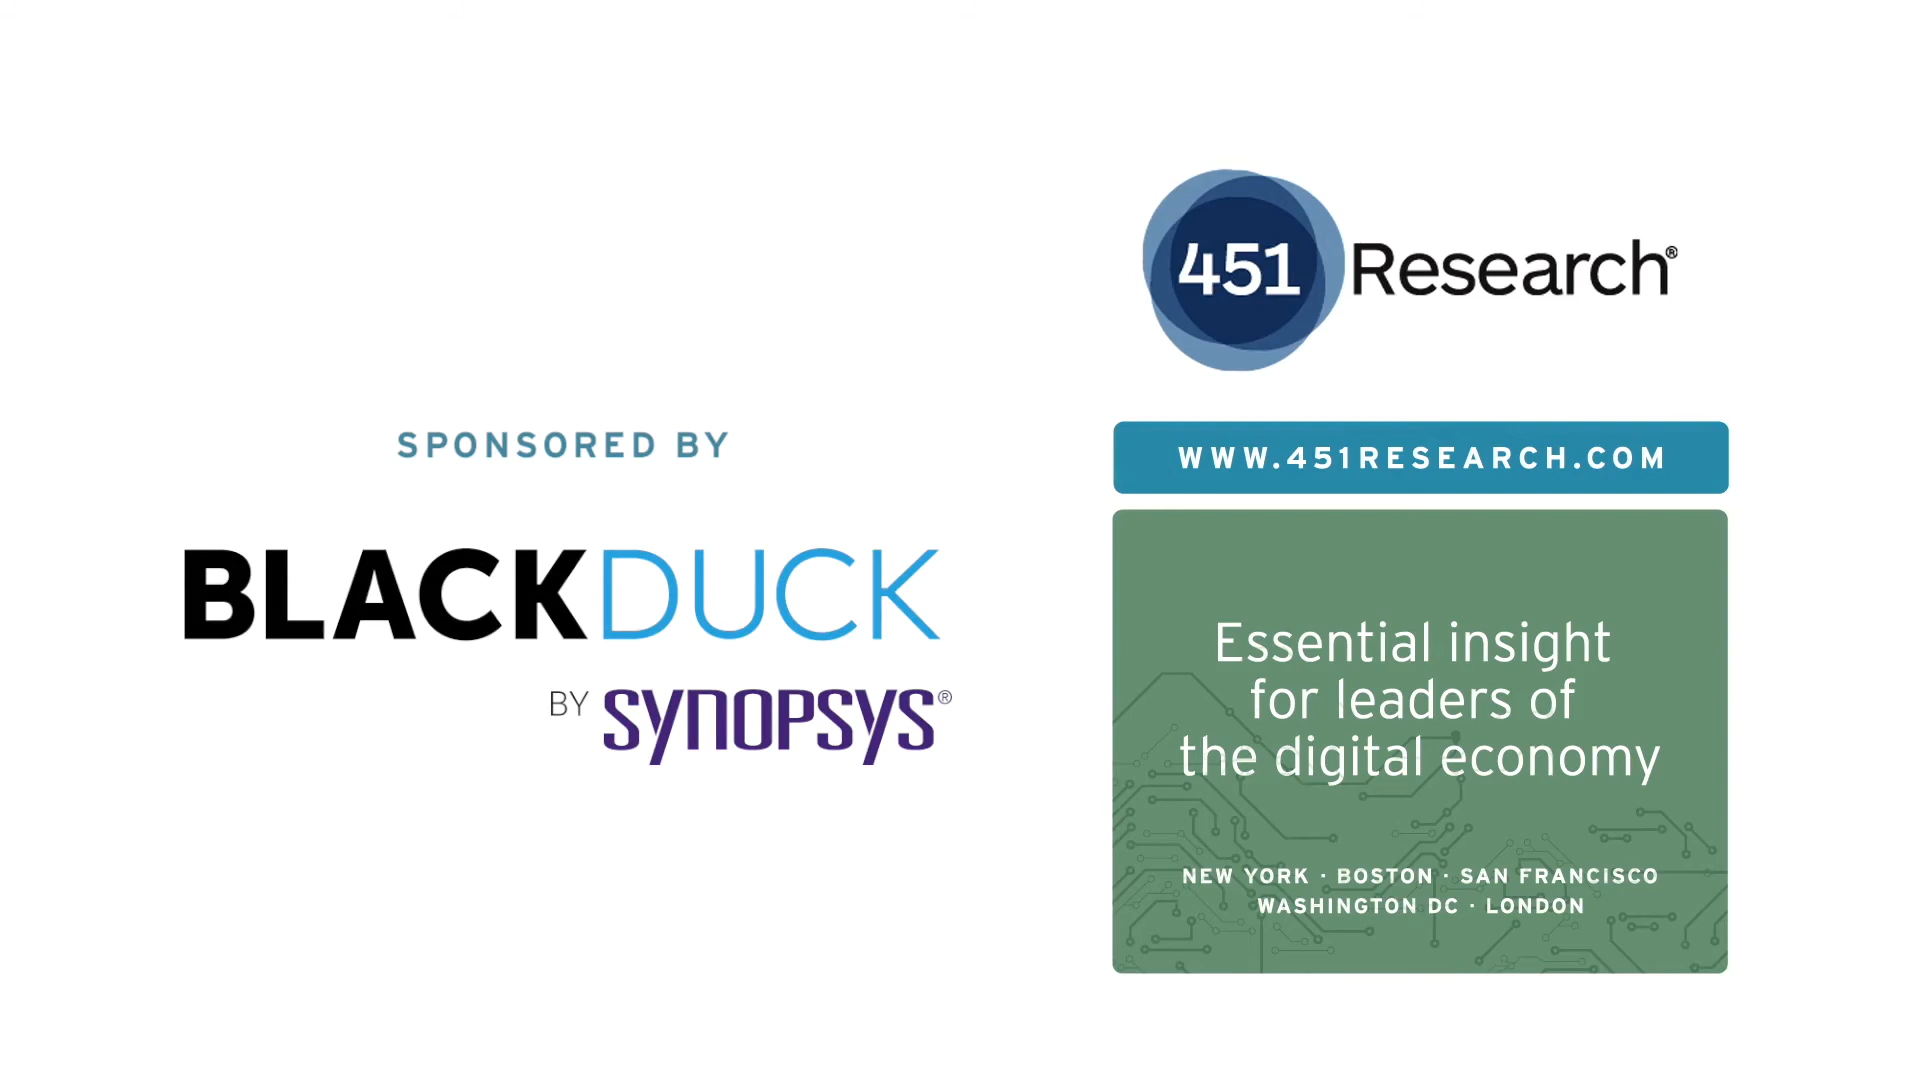 SPONSORED BY
BLACKDUCK
BY SYNOPSYS®
451 Research®
WWW.451RESEARCH.COM
Essential insight
for leaders of
the digital economy
NEW YORK · BOSTON · SAN FRANCISCO
WASHINGTON DC · LONDON